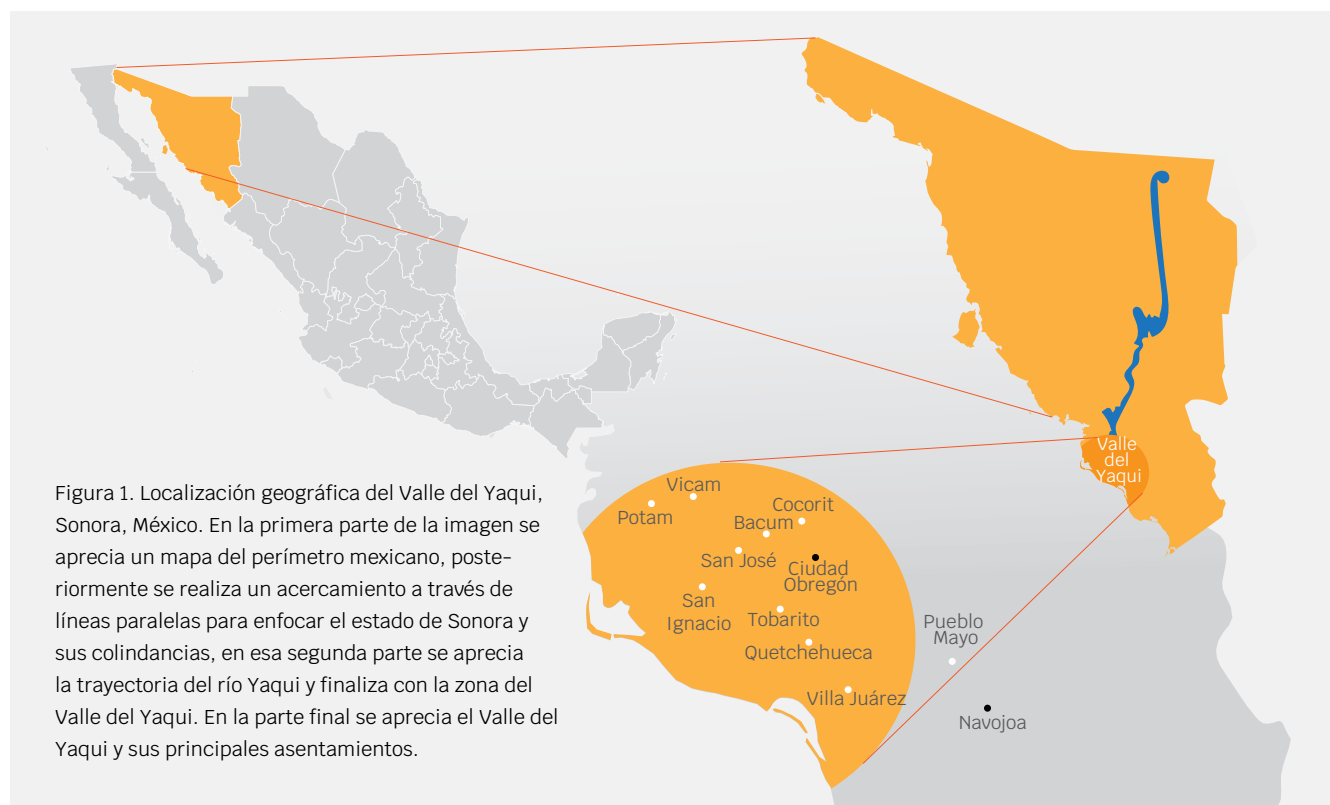 Valle
del
Yaqui
Figura 1. Localización geográfica del Valle del Yaqui,
Sonora, México. En la primera parte de la imagen se
aprecia un mapa del perímetro mexicano, poste-
riormente se realiza un acercamiento a través de
líneas paralelas para enfocar el estado de Sonora y
sus colindancias, en esa segunda parte se aprecia
la trayectoria del río Yaqui y finaliza con la zona del
Valle del Yaqui. En la parte final se aprecia el Valle del
Yaqui y sus principales asentamientos.
Vicam
Potam
Cocorit
Bacum
San José
Ciudad
Obregón
San
Ignacio
Tobarito
Quetchehueca
Villa Juárez
Pueblo
Mayo
Navojoa